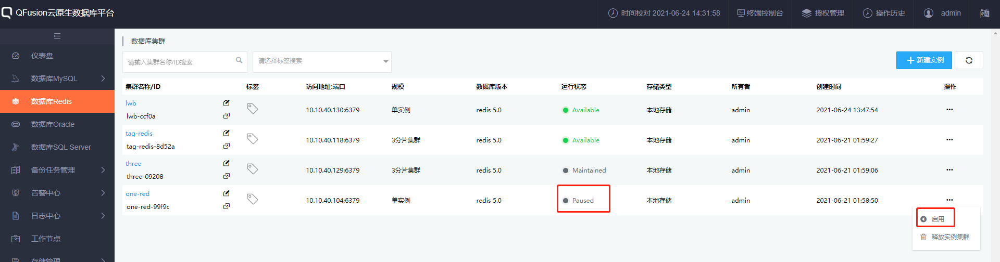 QFusion云原生数据库平台
时间校对 2021-06-24 14:31:58
终端控制台
授权管理
操作历史
admin
仪表盘
数据库MySQL
数据库Redis
数据库Oracle
数据库SQL Server
备份任务管理
告警中心
日志中心
工作节点
存储管理
数据库集群
请输入集群名称/ID搜索
请选择标签搜索
新建实例
集群名称/ID 标签 访问地址:端口 规模 数据库版本 运行状态 存储类型 所有者 创建时间 操作
lwb
lwb-ccf0a
10.10.40.130:6379 单实例 redis 5.0 Available 本地存储 admin 2021-06-24 13:47:54
tag-redis
tag-redis-8d52a
10.10.40.118:6379 3分片集群 redis 5.0 Available 本地存储 admin 2021-06-21 01:59:27
three
three-09208
10.10.40.129:6379 3分片集群 redis 5.0 Maintained 本地存储 admin 2021-06-21 01:59:06
one-red
one-red-99f9c
10.10.40.104:6379 单实例 redis 5.0 Paused 本地存储 admin 2021-06-21 01:58:50
启用
释放实例集群